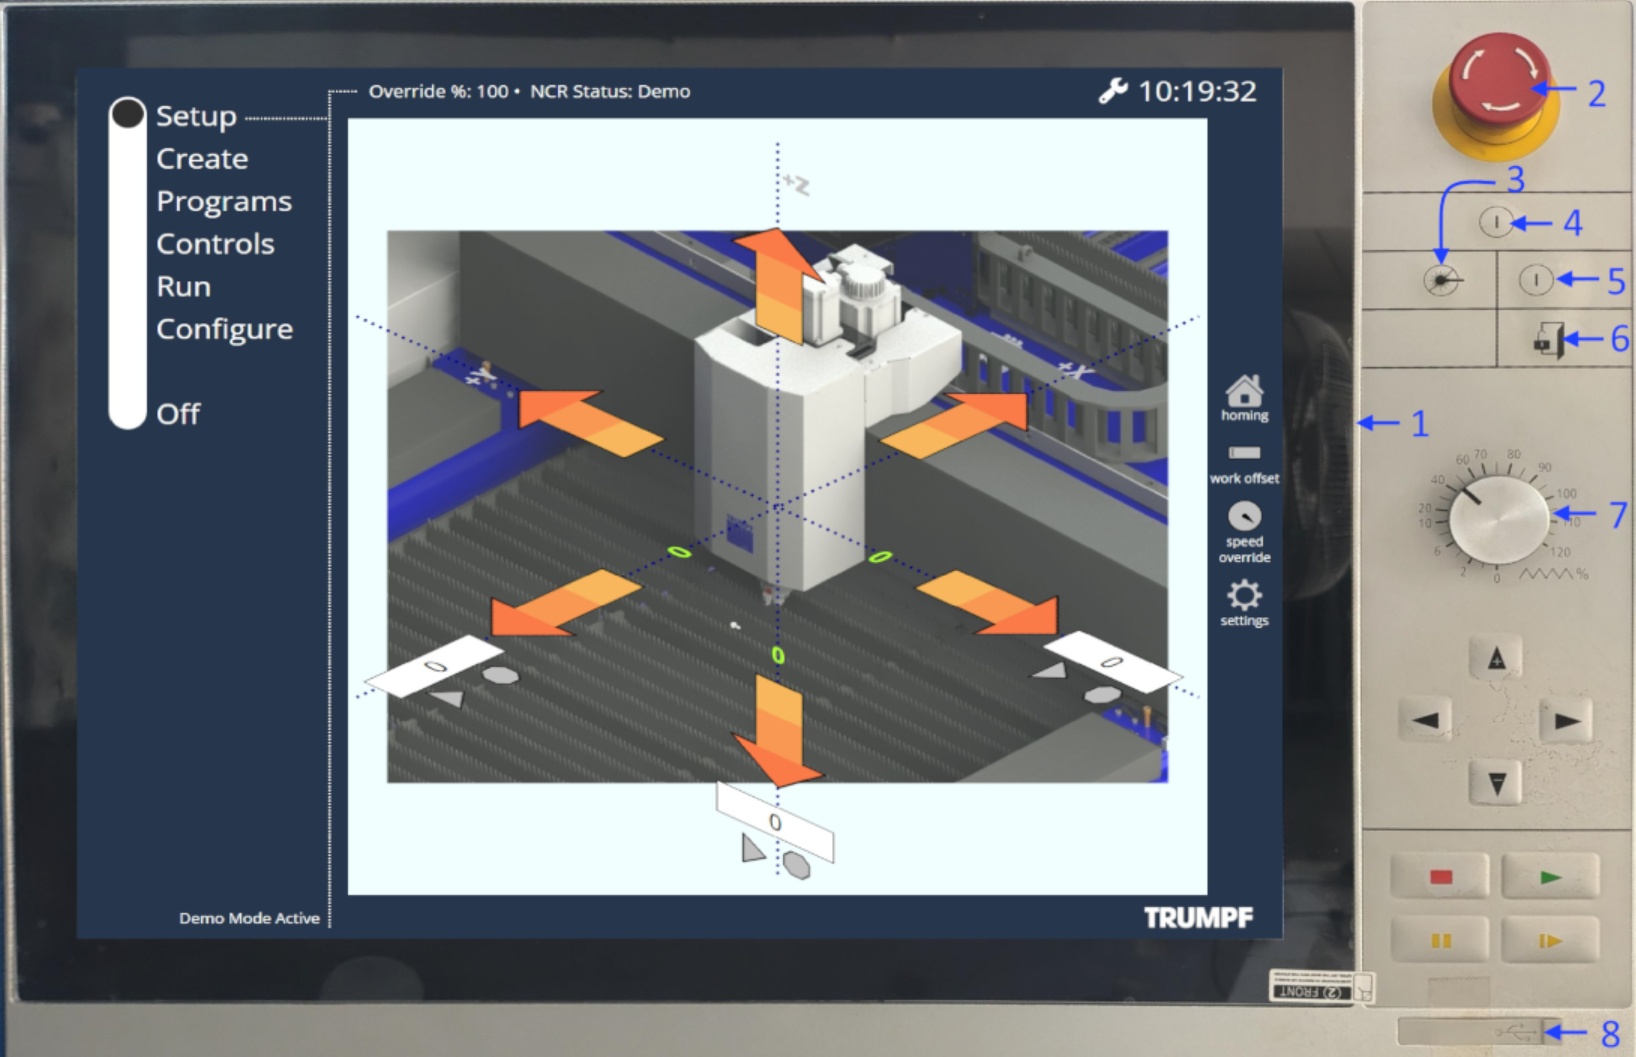 Override %: 100 • NCR Status: Demo
10:19:32
Setup
Create
Programs
Controls
Run
Configure
Off
+Z
+Y
+X
0
0
0
0
0
0
homing
work offset
speed
override
settings
Demo Mode Active
TRUMPF
2
3
4
5
6
1
7
0
2
6
10
20
40
60
70
80
90
100
110
120
%
+
(2) FRONT
8